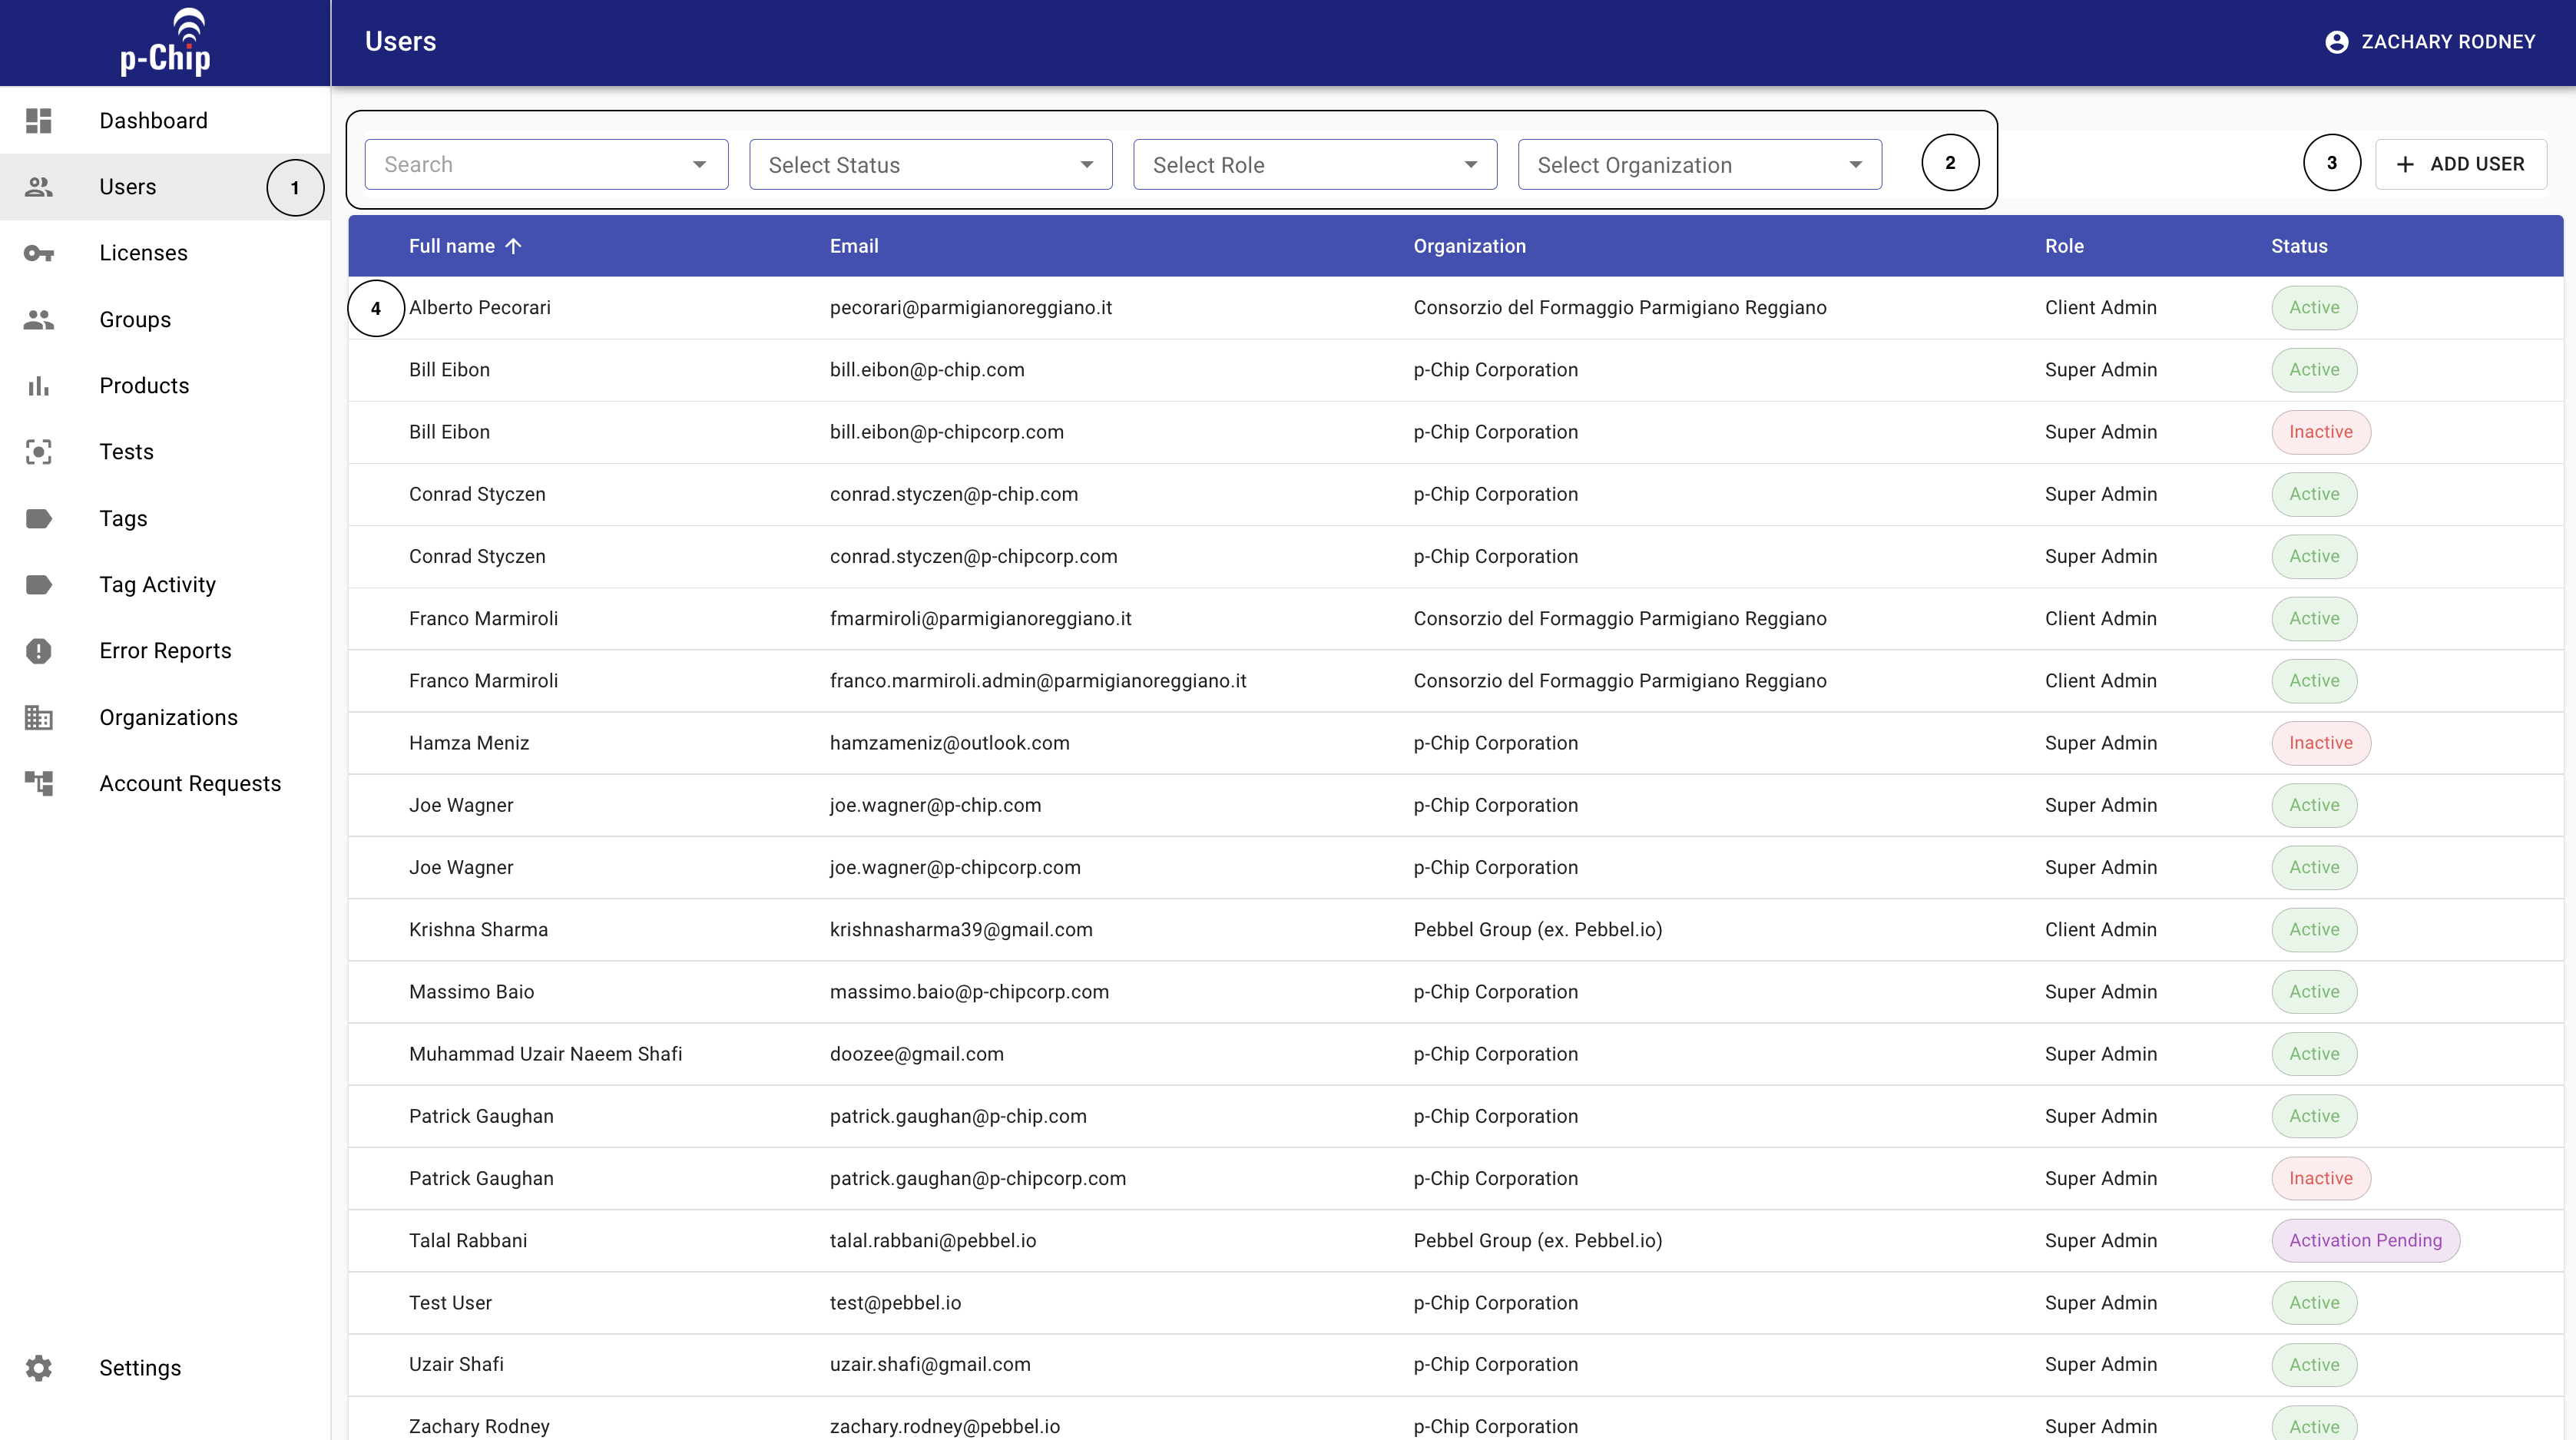 p-Chip
Users
ZACHARY RODNEY
Dashboard
Users 1
Licenses
Groups
Products
Tests
Tags
Tag Activity
Error Reports
Organizations
Account Requests
Settings
Search Select Status Select Role Select Organization 2 3 + ADD USER
Full name ↑ Email Organization Role Status
4 Alberto Pecorari pecorari@parmigianoreggiano.it Consorzio del Formaggio Parmigiano Reggiano Client Admin Active
Bill Eibon bill.eibon@p-chip.com p-Chip Corporation Super Admin Active
Bill Eibon bill.eibon@p-chipcorp.com p-Chip Corporation Super Admin Inactive
Conrad Styczen conrad.styczen@p-chip.com p-Chip Corporation Super Admin Active
Conrad Styczen conrad.styczen@p-chipcorp.com p-Chip Corporation Super Admin Active
Franco Marmiroli fmarmiroli@parmigianoreggiano.it Consorzio del Formaggio Parmigiano Reggiano Client Admin Active
Franco Marmiroli franco.marmiroli.admin@parmigianoreggiano.it Consorzio del Formaggio Parmigiano Reggiano Client Admin Active
Hamza Meniz hamzameniz@outlook.com p-Chip Corporation Super Admin Inactive
Joe Wagner joe.wagner@p-chip.com p-Chip Corporation Super Admin Active
Joe Wagner joe.wagner@p-chipcorp.com p-Chip Corporation Super Admin Active
Krishna Sharma krishnasharma39@gmail.com Pebbel Group (ex. Pebbel.io) Client Admin Active
Massimo Baio massimo.baio@p-chipcorp.com p-Chip Corporation Super Admin Active
Muhammad Uzair Naeem Shafi doozee@gmail.com p-Chip Corporation Super Admin Active
Patrick Gaughan patrick.gaughan@p-chip.com p-Chip Corporation Super Admin Active
Patrick Gaughan patrick.gaughan@p-chipcorp.com p-Chip Corporation Super Admin Inactive
Talal Rabbani talal.rabbani@pebbel.io Pebbel Group (ex. Pebbel.io) Super Admin Activation Pending
Test User test@pebbel.io p-Chip Corporation Super Admin Active
Uzair Shafi uzair.shafi@gmail.com p-Chip Corporation Super Admin Active
Zachary Rodney zachary.rodney@pebbel.io p-Chip Corporation Super Admin Active